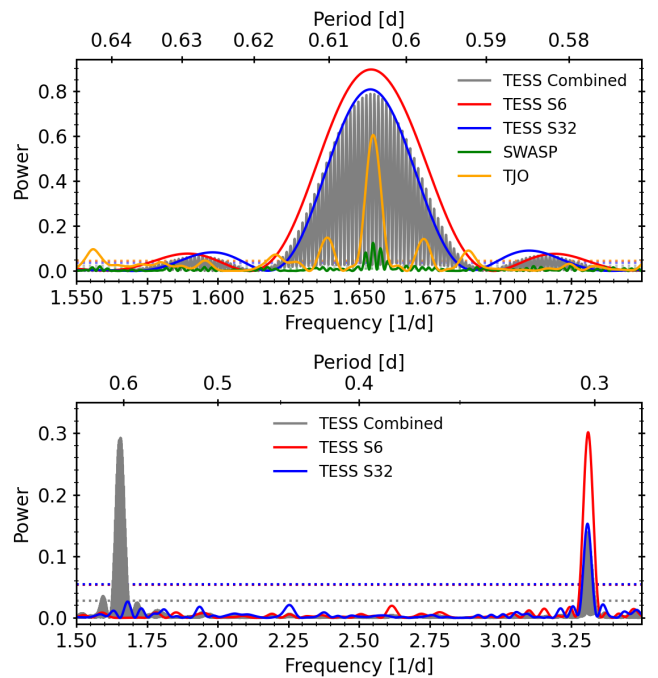 Period [d]
0.64 0.63 0.62 0.61 0.6 0.59 0.58
TESS Combined
TESS S6
TESS S32
SWASP
TJO
Power
0.8
0.6
0.4
0.2
0.0
1.550 1.575 1.600 1.625 1.650 1.675 1.700 1.725
Frequency [1/d]
Period [d]
0.6 0.5 0.4 0.3
TESS Combined
TESS S6
TESS S32
Power
0.3
0.2
0.1
0.0
1.50 1.75 2.00 2.25 2.50 2.75 3.00 3.25
Frequency [1/d]